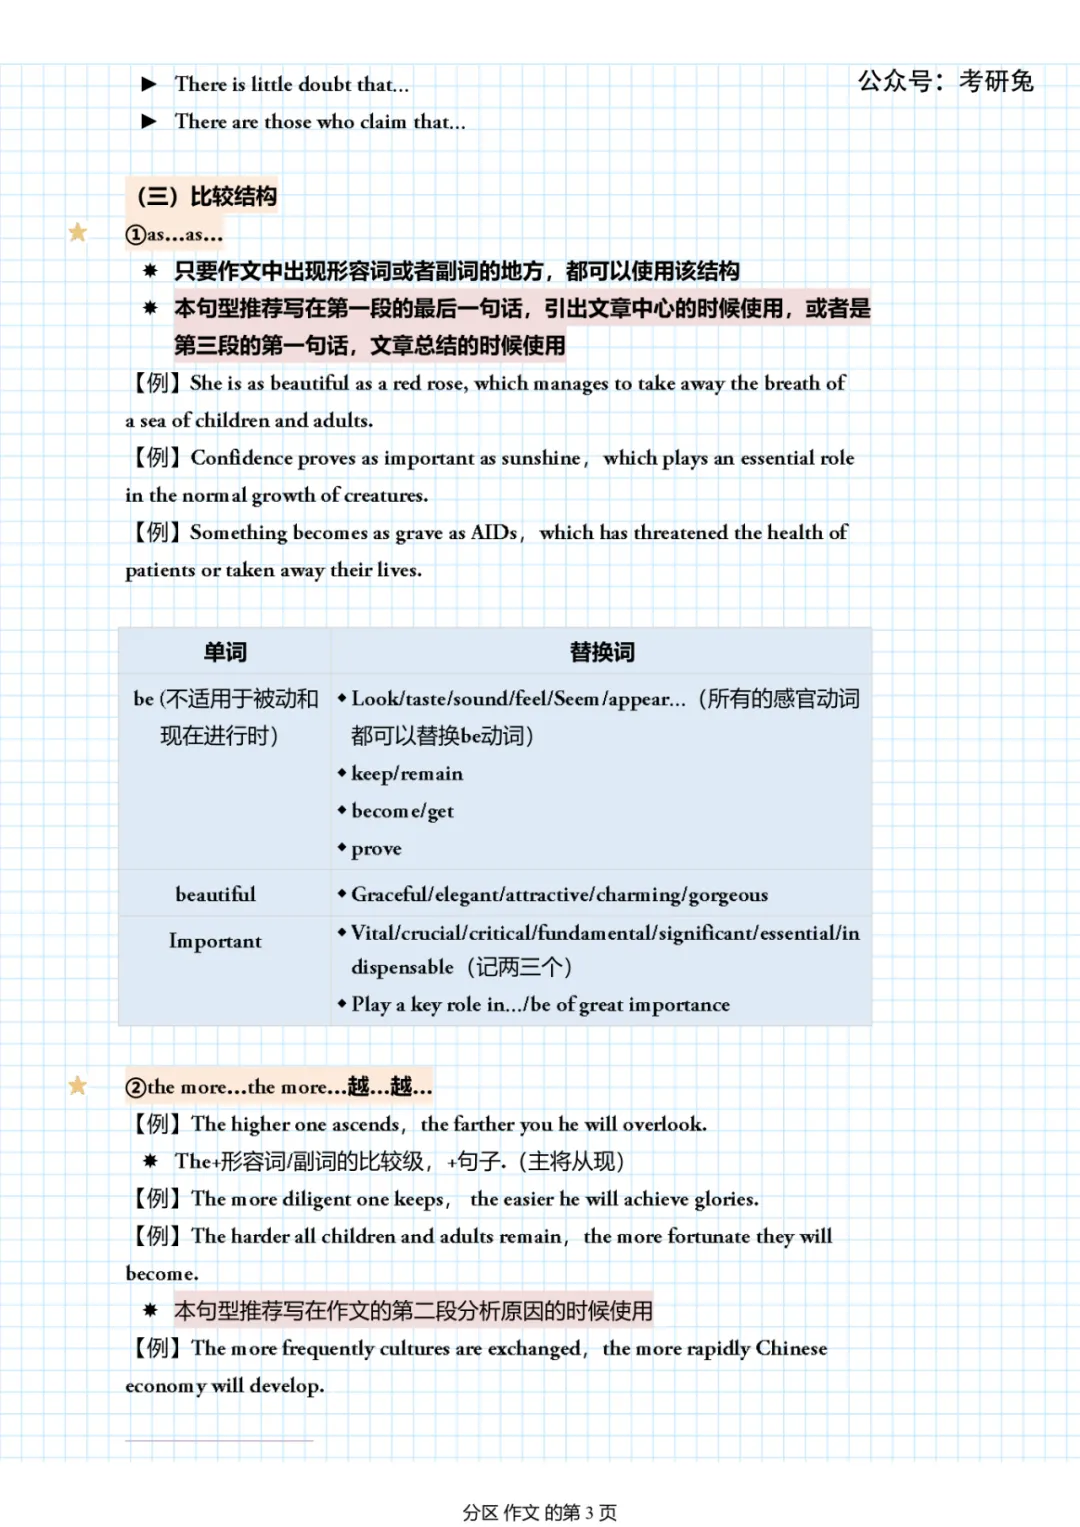 ► There is little doubt that...
公众号：考研兔
► There are those who claim that...
（三）比较结构
①as...as...
✸ 只要作文中出现形容词或者副词的地方，都可以使用该结构
✸ 本句型推荐写在第一段的最后一句话，引出文章中心的时候使用，或者是
第三段的第一句话，文章总结的时候使用
【例】She is as beautiful as a red rose, which manages to take away the breath of
a sea of children and adults.
【例】Confidence proves as important as sunshine，which plays an essential role
in the normal growth of creatures.
【例】Something becomes as grave as AIDs，which has threatened the health of
patients or taken away their lives.
单词 替换词
be (不适用于被动和 ◆ Look/taste/sound/feel/Seem/appear...（所有的感官动词
现在进行时） 都可以替换be动词）
◆ keep/remain
◆ become/get
◆ prove
beautiful ◆ Graceful/elegant/attractive/charming/gorgeous
Important ◆ Vital/crucial/critical/fundamental/significant/essential/in
dispensable（记两三个）
◆ Play a key role in.../be of great importance
②the more...the more...越...越...
【例】The higher one ascends，the farther you he will overlook.
✸ The+形容词/副词的比较级，+句子.（主将从现）
【例】The more diligent one keeps， the easier he will achieve glories.
【例】The harder all children and adults remain，the more fortunate they will
become.
✸ 本句型推荐写在作文的第二段分析原因的时候使用
【例】The more frequently cultures are exchanged，the more rapidly Chinese
economy will develop.
分区 作文 的第 3 页